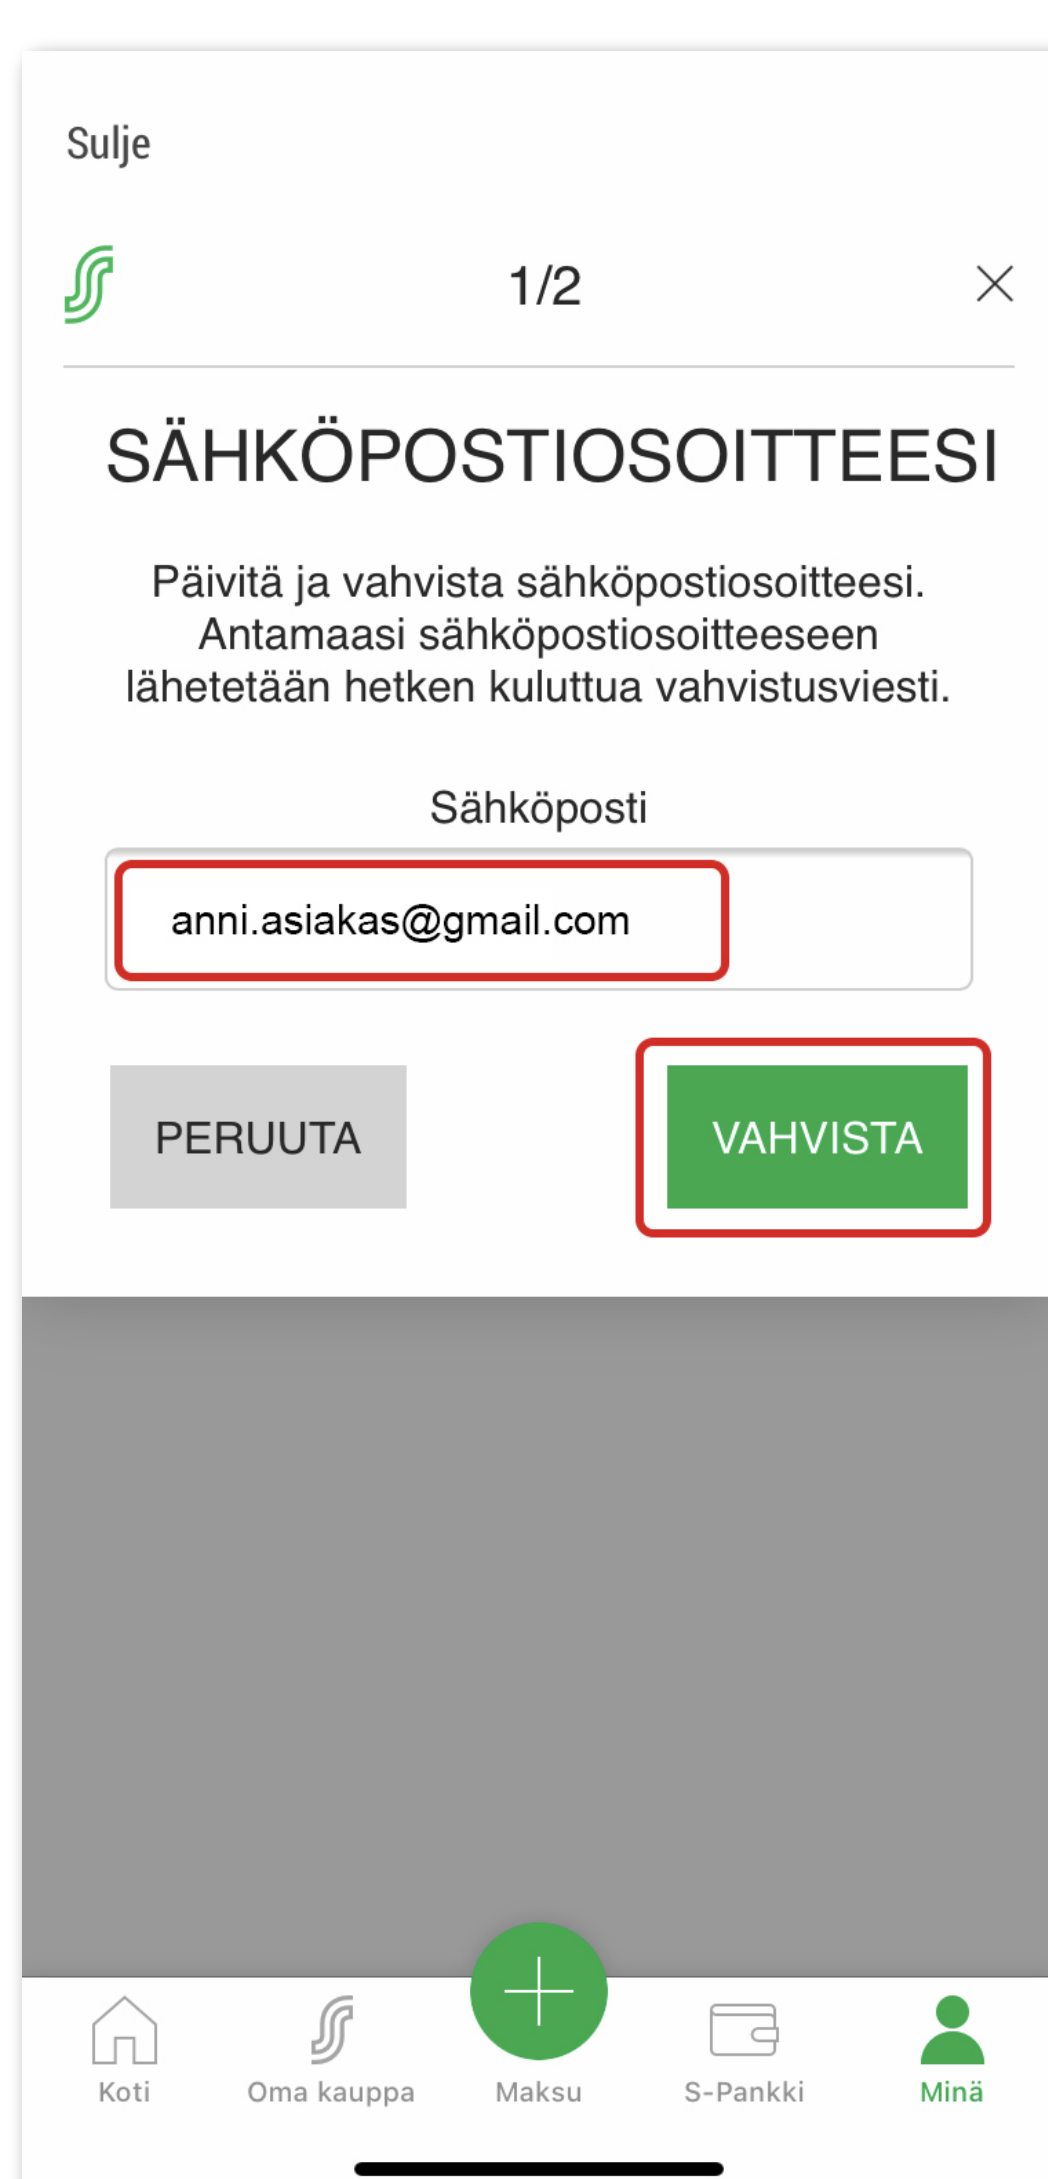 Sulje
1/2
SÄHKÖPOSTIOSOITTEESI
Päivitä ja vahvista sähköpostiosoitteesi.
Antamaasi sähköpostiosoitteeseen
lähetetään hetken kuluttua vahvistusviesti.
Sähköposti
anni.asiakas@gmail.com
PERUUTA
VAHVISTA
Koti
Oma kauppa
Maksu
S-Pankki
Minä